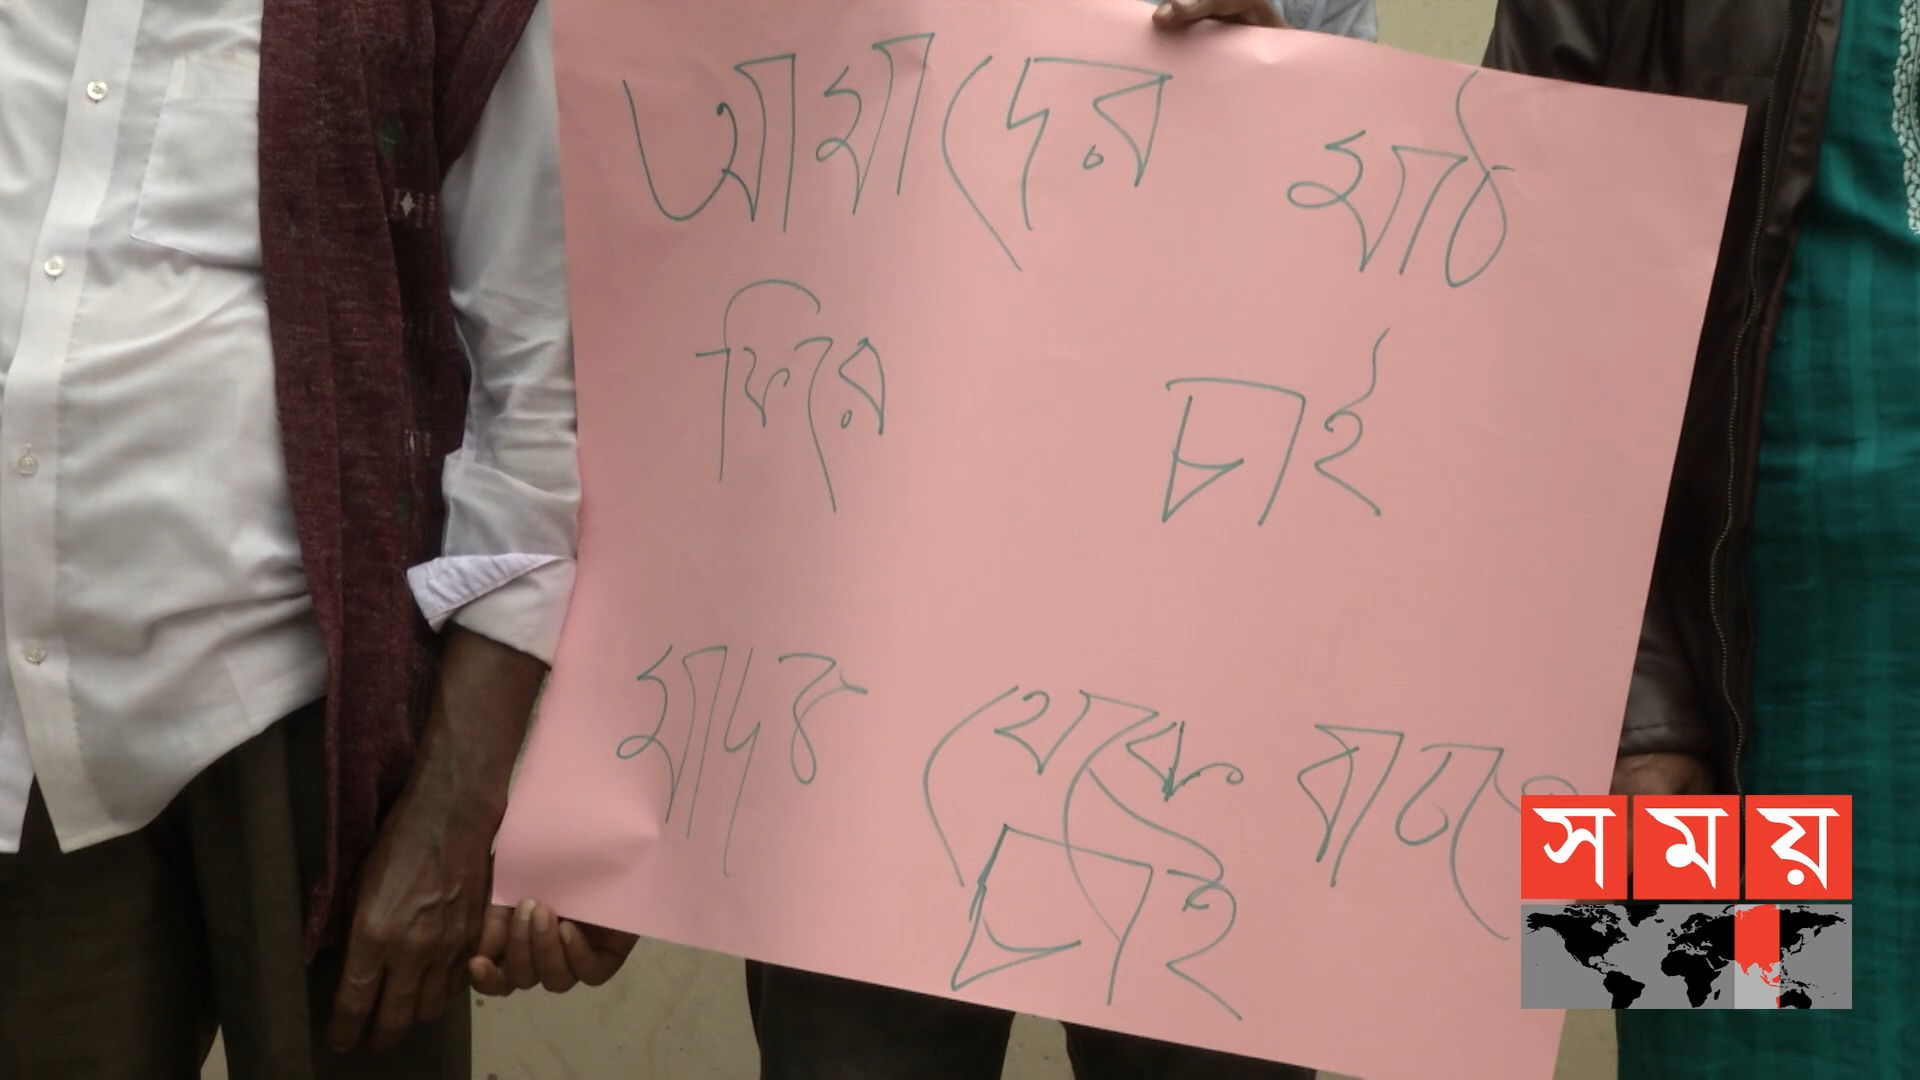 আমাদের মাঠ
ফিরে চাই
মাদক থেকে বাচতে
চাই
সময়